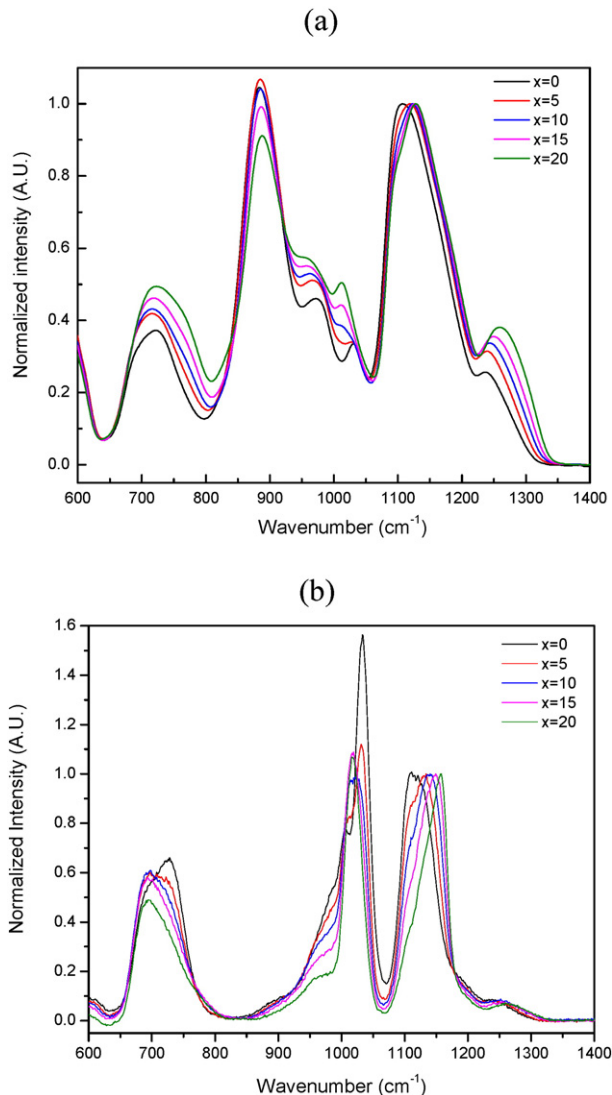 (a)
1.0
0.8
0.6
0.4
0.2
0.0
Normalized intensity (A.U.)
x=0
x=5
x=10
x=15
x=20
600 700 800 900 1000 1100 1200 1300 1400
Wavenumber (cm⁻¹)
(b)
1.6
1.4
1.2
1.0
0.8
0.6
0.4
0.2
0.0
Normalized Intensity (A.U.)
x=0
x=5
x=10
x=15
x=20
600 700 800 900 1000 1100 1200 1300 1400
Wavenumber (cm⁻¹)